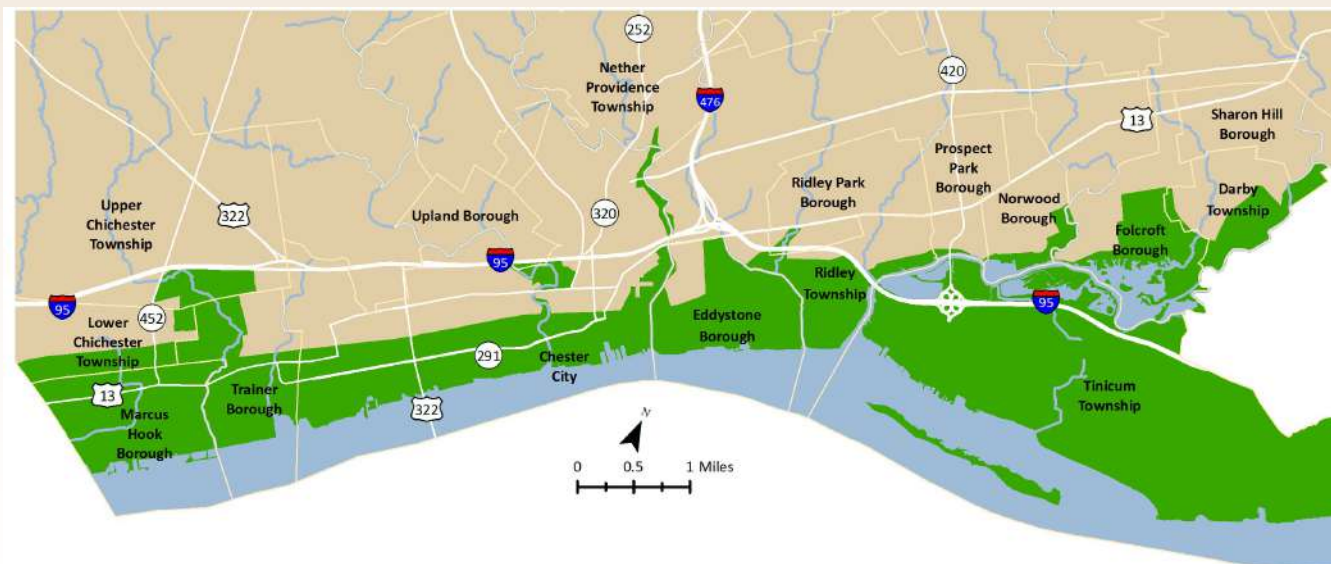 252
Nether
Providence
Township
476
420
13
Sharon Hill
Borough
Prospect
Park
Borough
Ridley Park
Borough
Norwood
Borough
Darby
Township
Upper
Chichester
Township
322
Upland Borough
320
Folcroft
Borough
95
Ridley
Township
95
95
Lower
Chichester
Township
452
Eddystone
Borough
291
Chester
City
13
Trainer
Borough
322
Tinicum
Township
Marcus
Hook
Borough
N
0 0.5 1 Miles